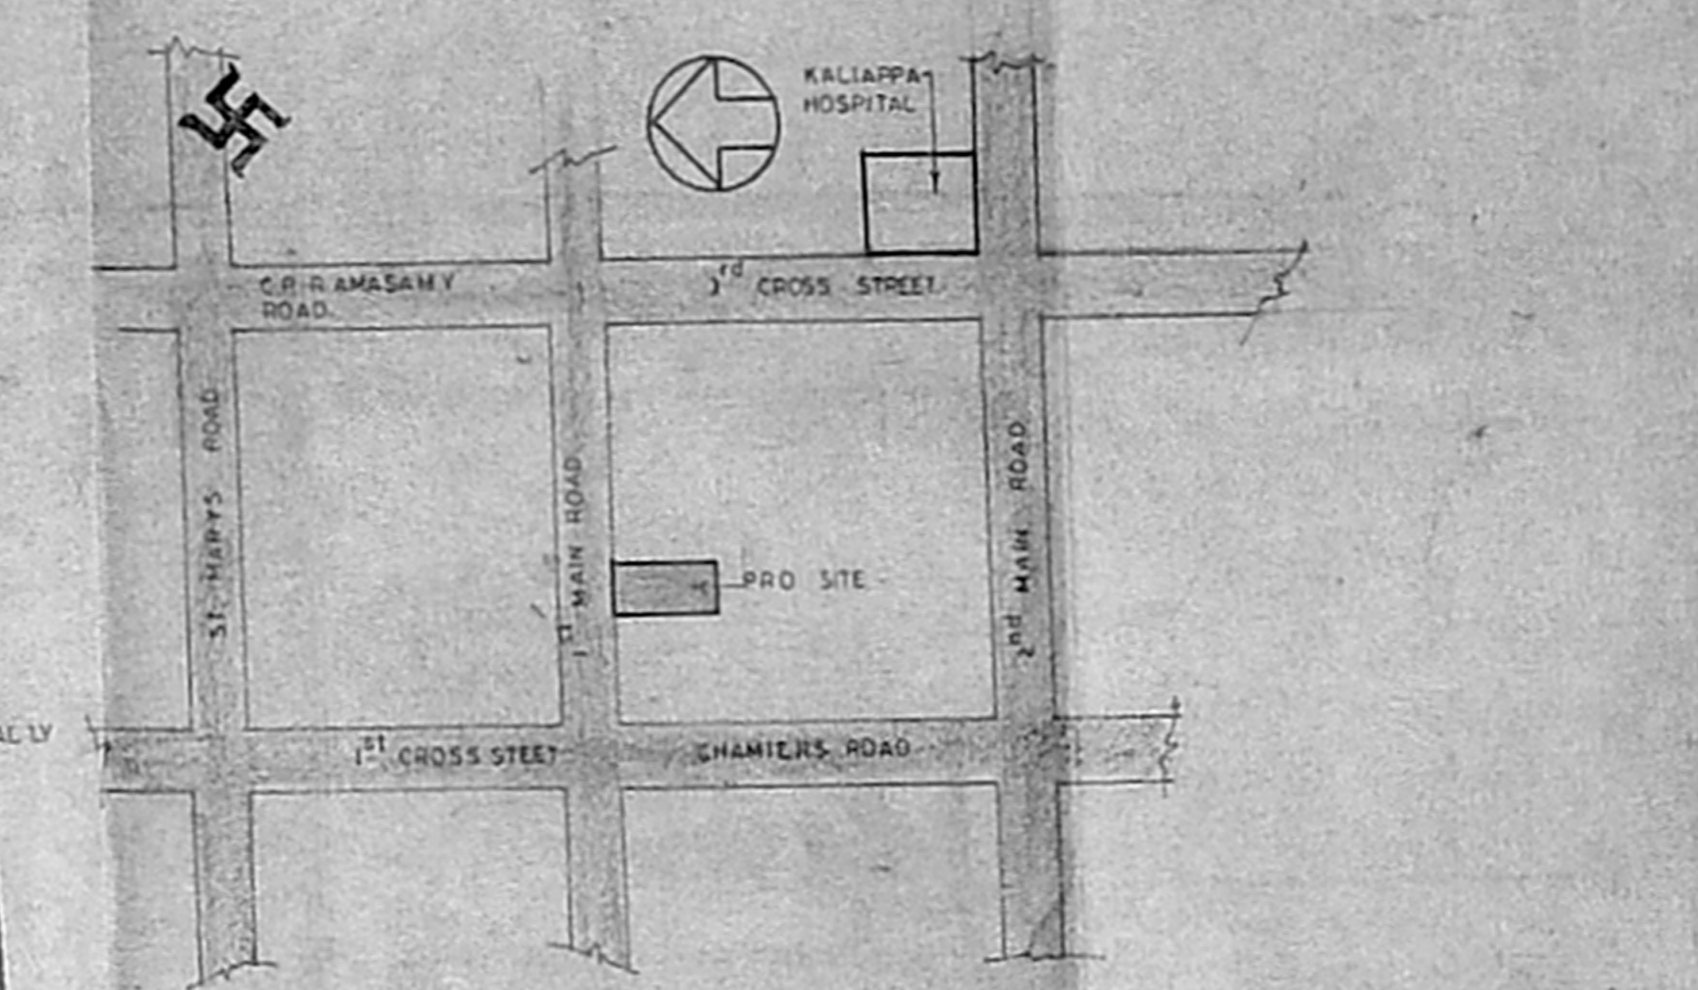 KALIAPPA
HOSPITAL
C.P. RAMASAMY
ROAD.
3rd CROSS STREET.
ST. MARYS ROAD
1st MAIN ROAD
2nd MAIN ROAD
PRO SITE
1st CROSS STEET
CHAMIERS ROAD